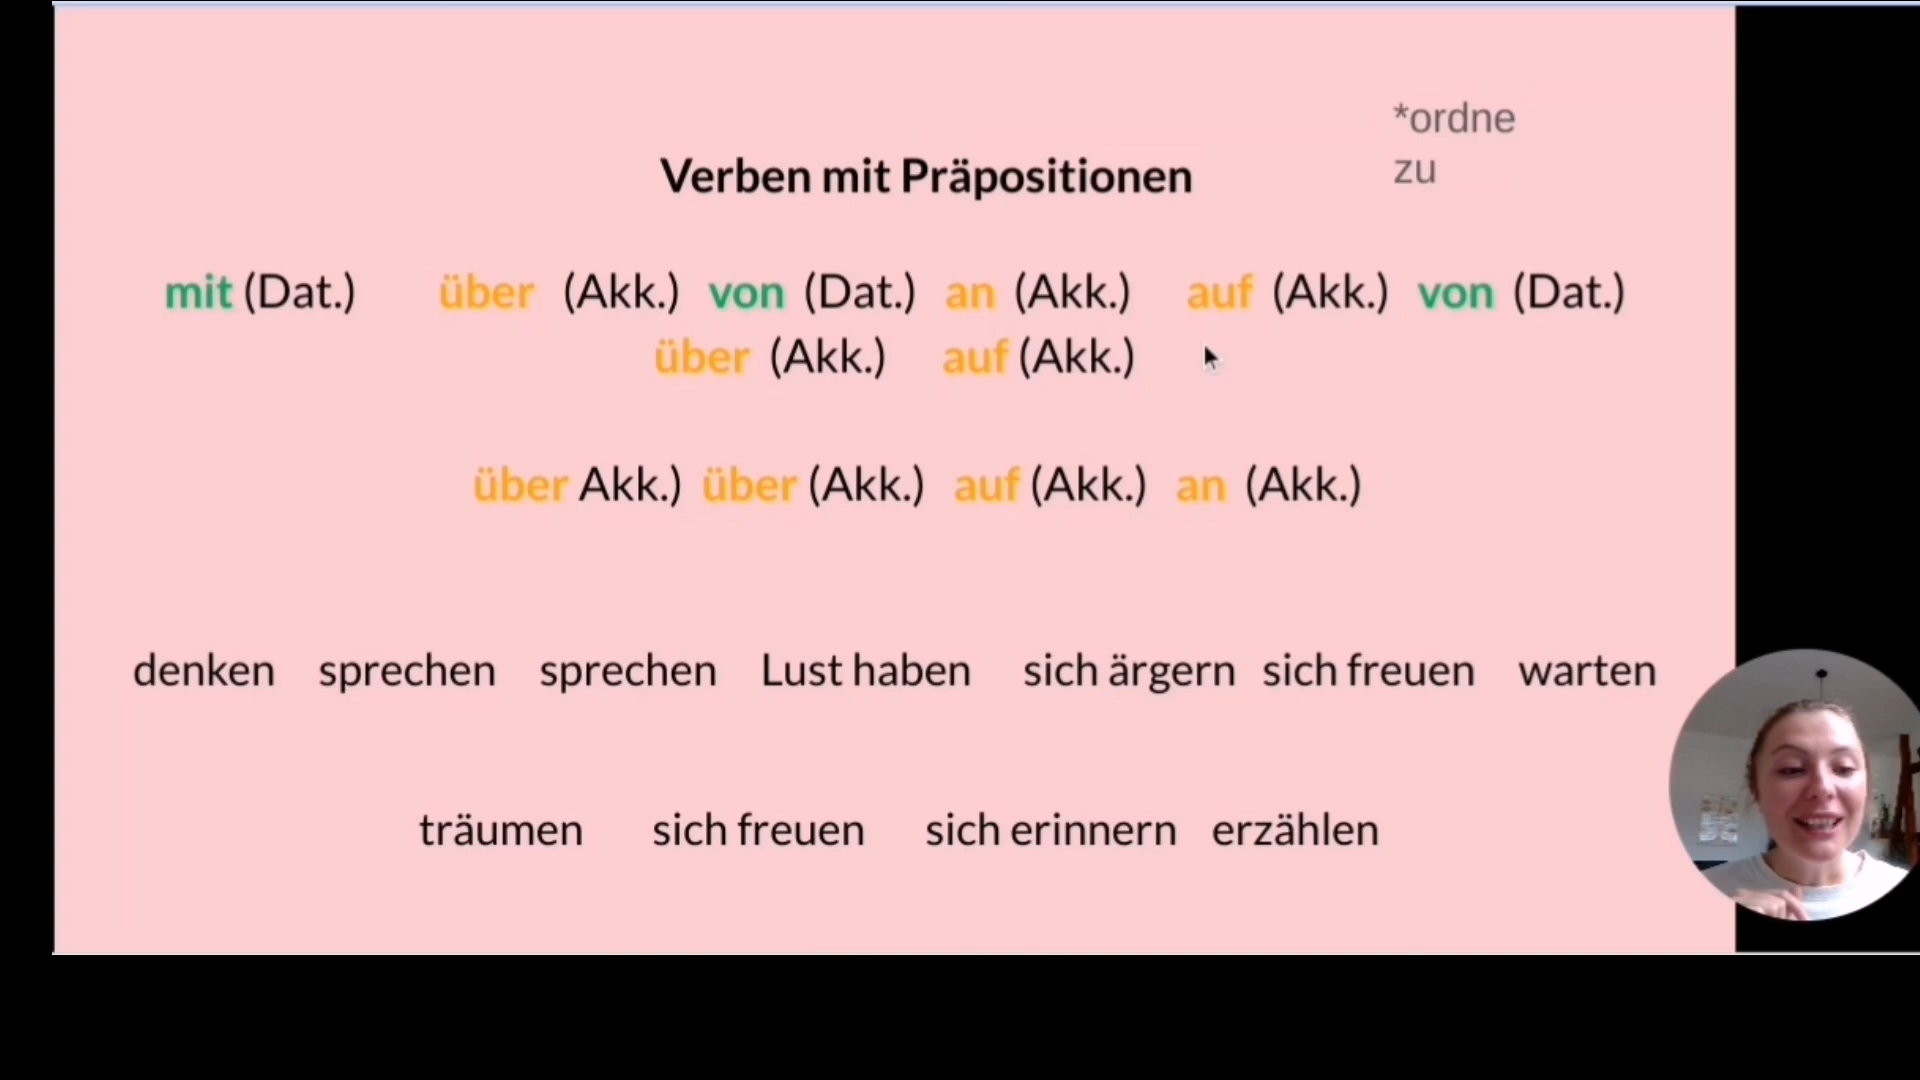 *ordne
zu
Verben mit Präpositionen
mit (Dat.) über (Akk.) von (Dat.) an (Akk.) auf (Akk.) von (Dat.)
über (Akk.) auf (Akk.)
über Akk.) über (Akk.) auf (Akk.) an (Akk.)
denken sprechen sprechen Lust haben sich ärgern sich freuen warten
träumen sich freuen sich erinnern erzählen